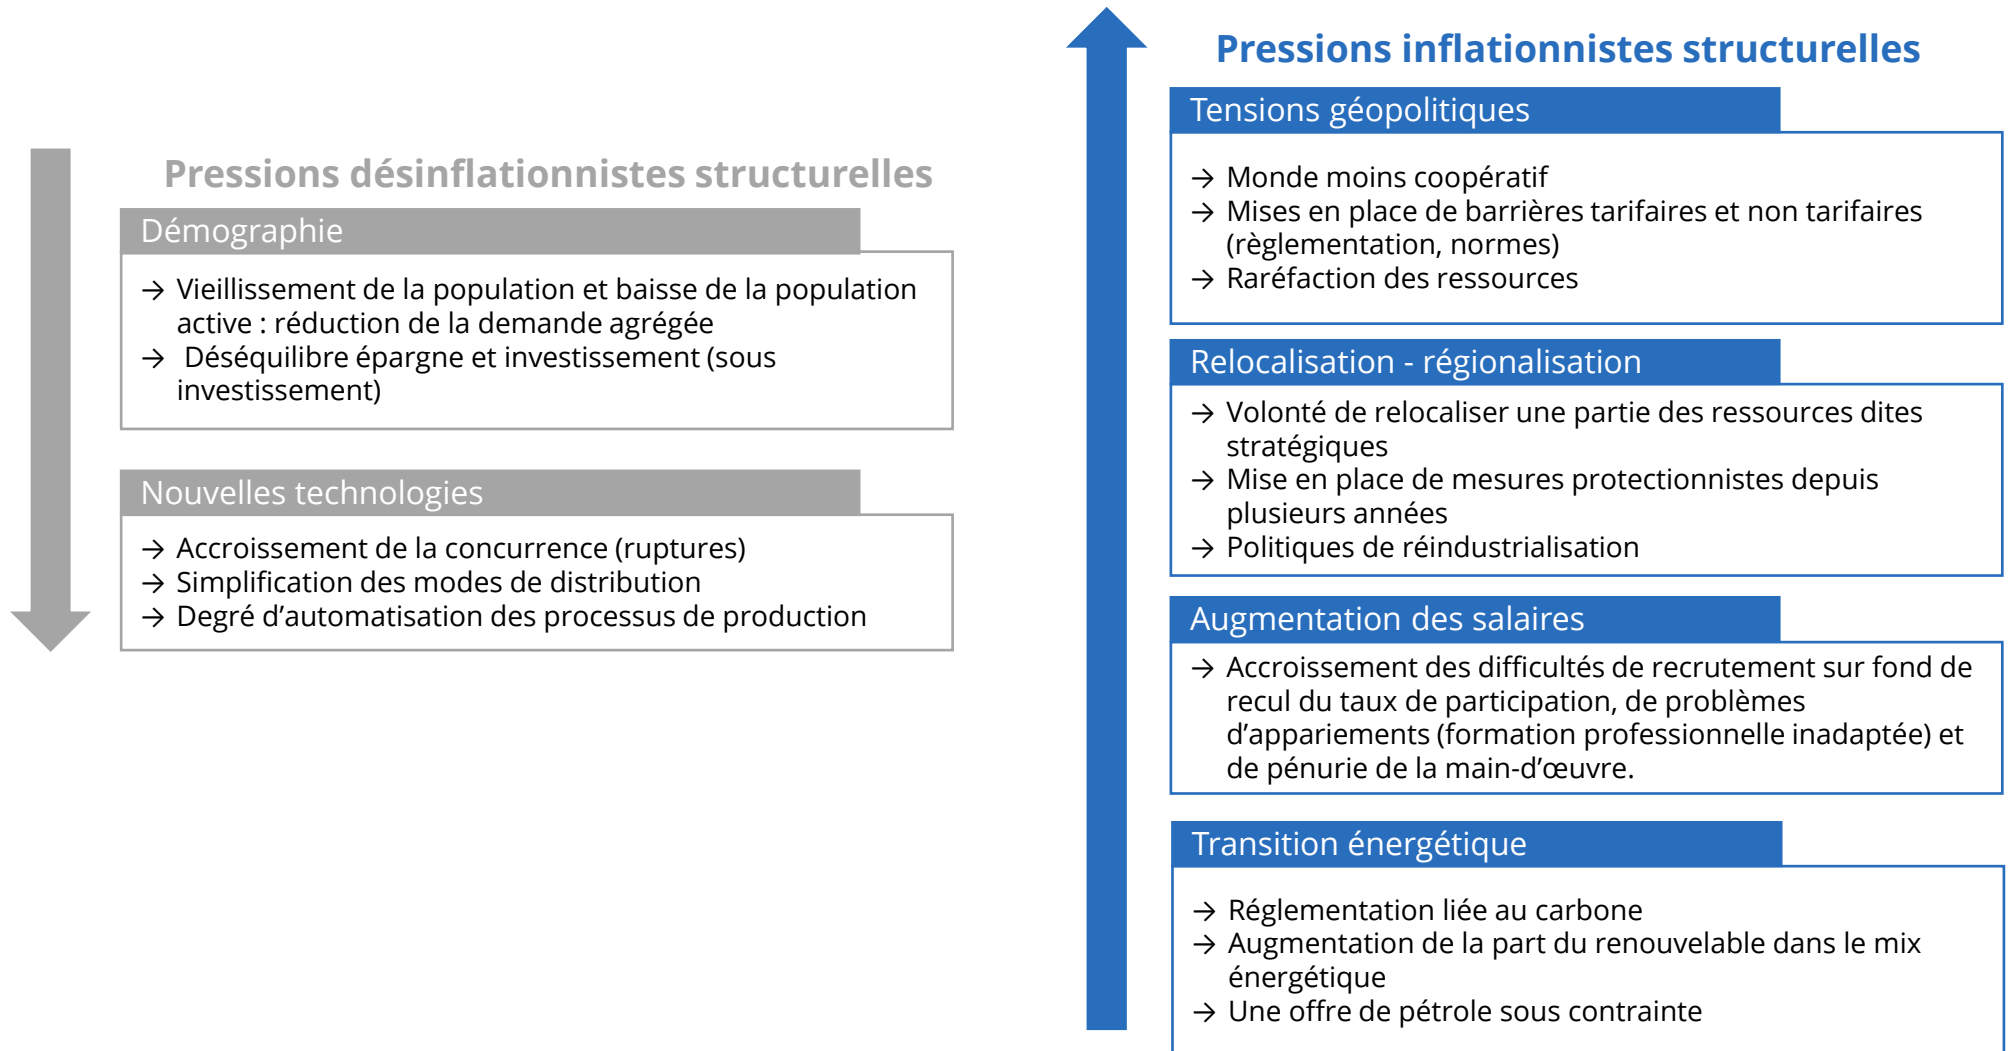 Pressions désinflationnistes structurelles
Démographie
→ Vieillissement de la population et baisse de la population
active : réduction de la demande agrégée
→ Déséquilibre épargne et investissement (sous
investissement)
Nouvelles technologies
→ Accroissement de la concurrence (ruptures)
→ Simplification des modes de distribution
→ Degré d’automatisation des processus de production
Pressions inflationnistes structurelles
Tensions géopolitiques
→ Monde moins coopératif
→ Mises en place de barrières tarifaires et non tarifaires
(règlementation, normes)
→ Raréfaction des ressources
Relocalisation - régionalisation
→ Volonté de relocaliser une partie des ressources dites
stratégiques
→ Mise en place de mesures protectionnistes depuis
plusieurs années
→ Politiques de réindustrialisation
Augmentation des salaires
→ Accroissement des difficultés de recrutement sur fond de
recul du taux de participation, de problèmes
d’appariements (formation professionnelle inadaptée) et
de pénurie de la main-d’œuvre.
Transition énergétique
→ Réglementation liée au carbone
→ Augmentation de la part du renouvelable dans le mix
énergétique
→ Une offre de pétrole sous contrainte